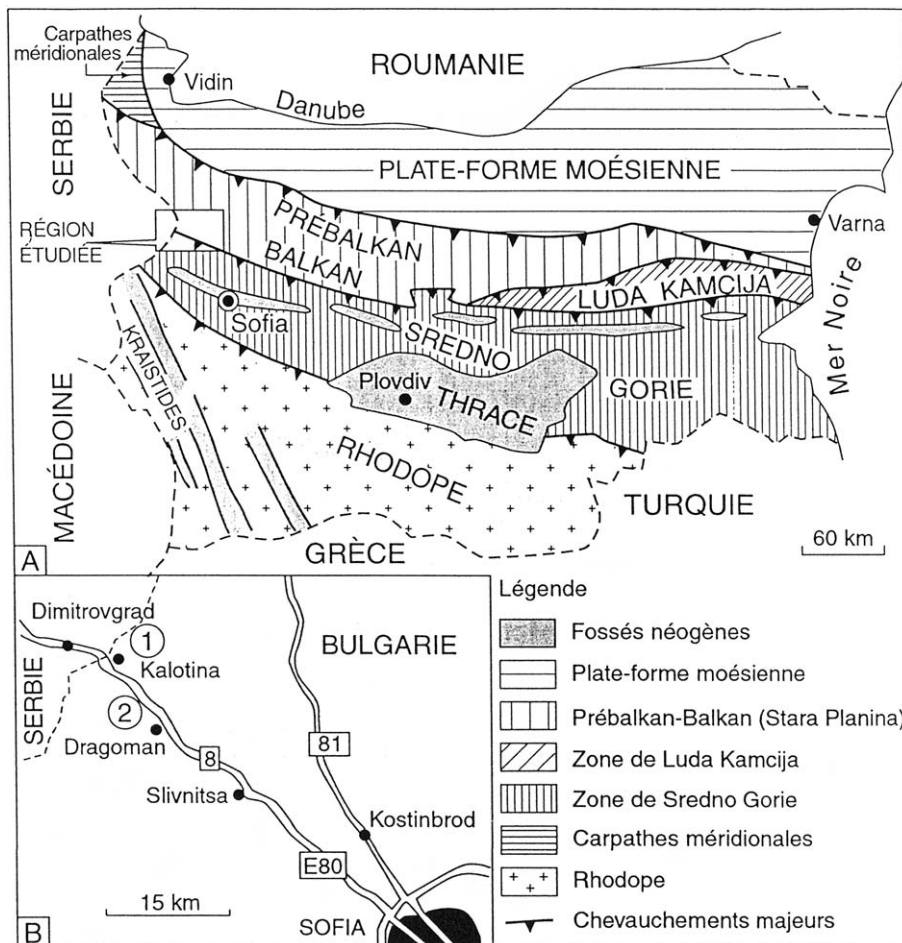 Carpathes
méridionales
Vidin
ROUMANIE
Danube
SERBIE
PLATE-FORME MOÉSIENNE
Varna
PRÉBALKAN
BALKAN
RÉGION
ÉTUDIÉE
LUDA KAMCIJA
Mer Noire
Sofia
SREDNO
GORIE
Plovdiv
THRACE
KRAISTIDES
RHODOPE
MACÉDOINE
TURQUIE
GRÈCE
60 km
A
Dimitrovgrad
1
Kalotina
BULGARIE
SERBIE
2
Dragoman
8
81
Slivnitsa
Kostinbrod
E80
15 km
SOFIA
B
Légende
Fossés néogènes
Plate-forme moésienne
Prébalkan-Balkan (Stara Planina)
Zone de Luda Kamcija
Zone de Sredno Gorie
Carpathes méridionales
Rhodope
Chevauchements majeurs